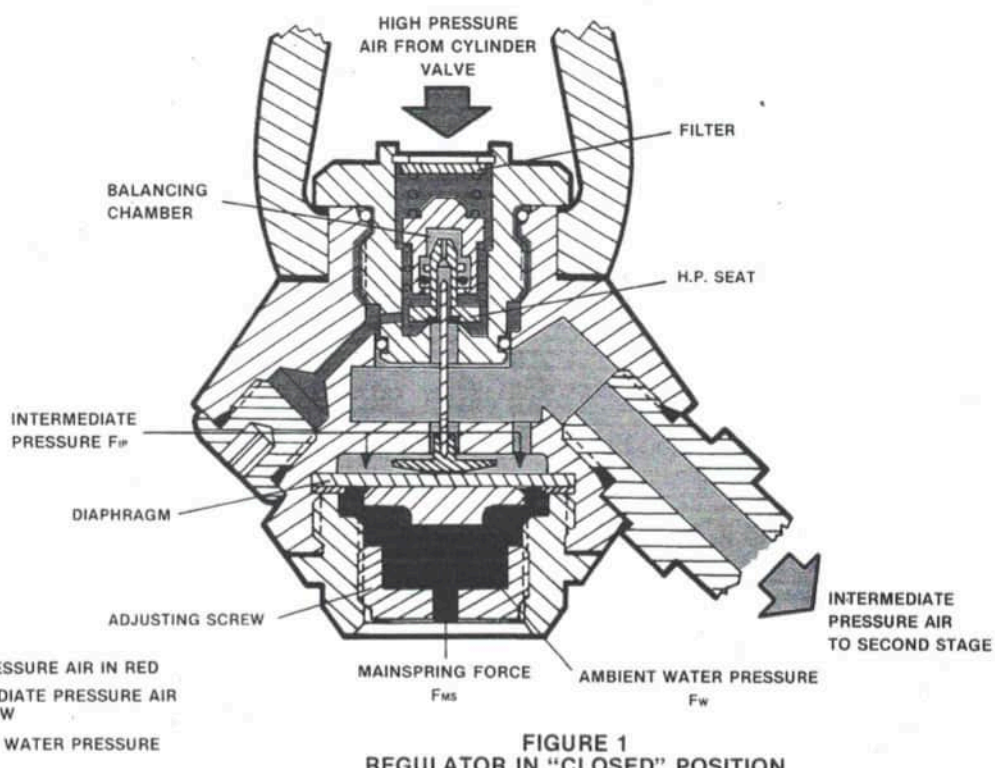 HIGH PRESSURE
AIR FROM CYLINDER
VALVE
FILTER
BALANCING
CHAMBER
H.P. SEAT
INTERMEDIATE
PRESSURE FIP
DIAPHRAGM
ADJUSTING SCREW
INTERMEDIATE
PRESSURE AIR
TO SECOND STAGE
MAINSPRING FORCE
FMS
AMBIENT WATER PRESSURE
FW
ESSURE AIR IN RED
DIATE PRESSURE AIR
W
WATER PRESSURE
FIGURE 1
REGULATOR IN "CLOSED" POSITION